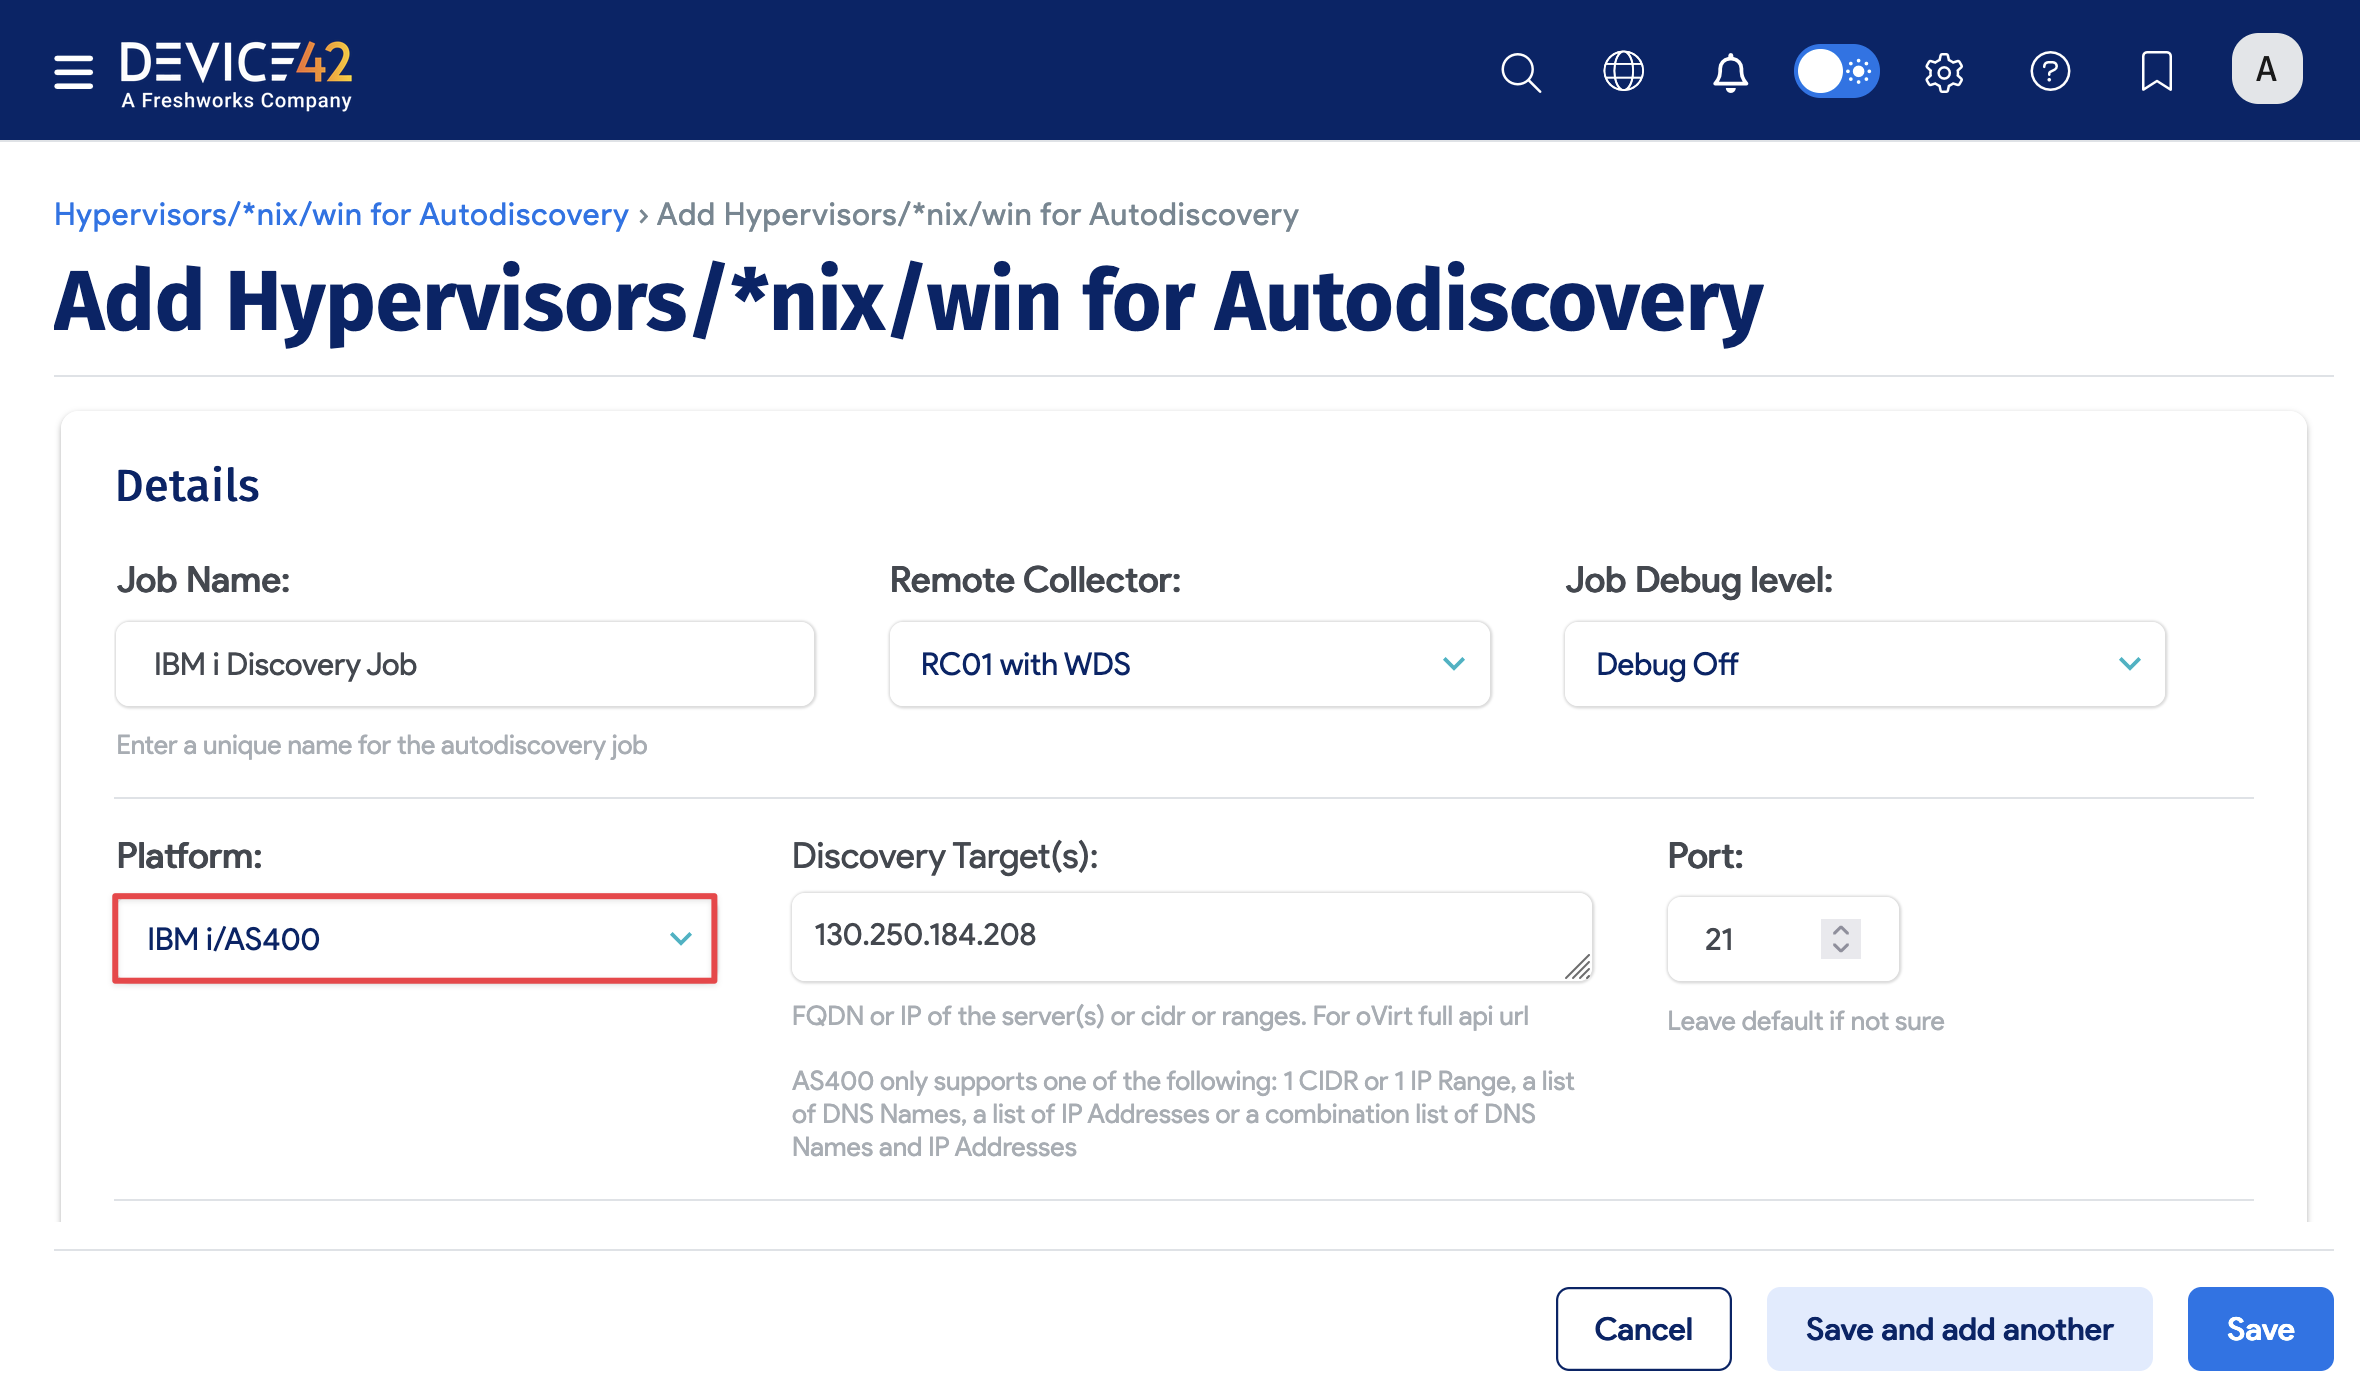 DEVICE42
A Freshworks Company
A
Hypervisors/*nix/win for Autodiscovery › Add Hypervisors/*nix/win for Autodiscovery
Add Hypervisors/*nix/win for Autodiscovery
Details
Job Name:
Remote Collector:
Job Debug level:
IBM i Discovery Job
RC01 with WDS
Debug Off
Enter a unique name for the autodiscovery job
Platform:
Discovery Target(s):
Port:
IBM i/AS400
130.250.184.208
21
FQDN or IP of the server(s) or cidr or ranges. For oVirt full api url
Leave default if not sure
AS400 only supports one of the following: 1 CIDR or 1 IP Range, a list
of DNS Names, a list of IP Addresses or a combination list of DNS
Names and IP Addresses
Cancel
Save and add another
Save